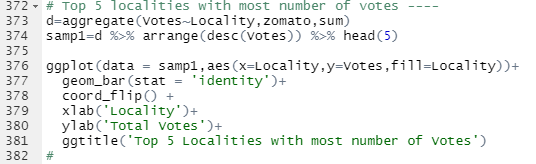 372 # Top 5 localities with most number of votes ----
373 d=aggregate(Votes~Locality,zomato,sum)
374 samp1=d %>% arrange(desc(Votes)) %>% head(5)
375
376 ggplot(data = samp1,aes(x=Locality,y=Votes,fill=Locality))+
377 geom_bar(stat = 'identity')+
378 coord_flip() +
379 xlab('Locality')+
380 ylab('Total Votes')+
381 ggtitle('Top 5 Localities with most number of Votes')
382 #